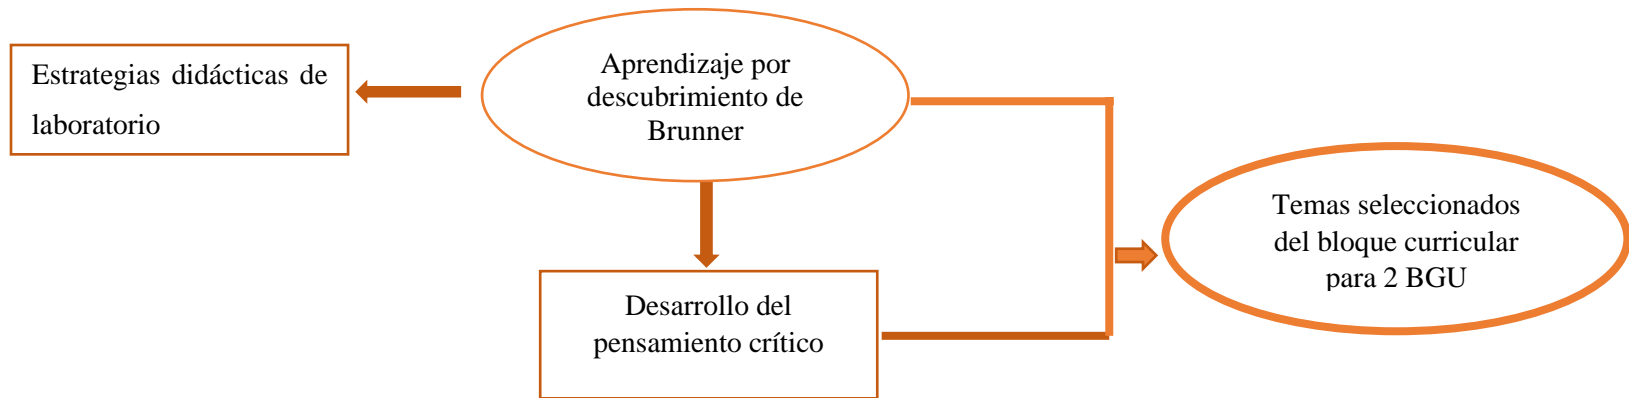 Estrategias didácticas de
laboratorio
Aprendizaje por
descubrimiento de
Brunner
Desarrollo del
pensamiento crítico
Temas seleccionados
del bloque curricular
para 2 BGU